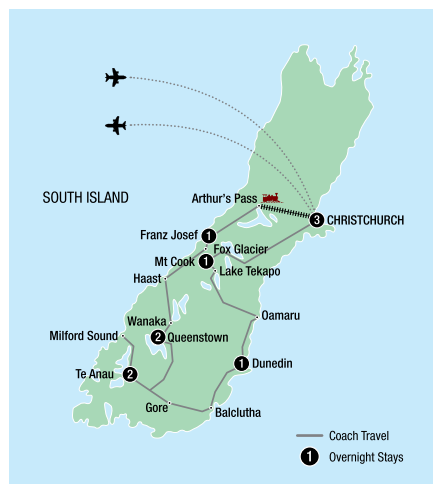 SOUTH ISLAND
Arthur's Pass
3 CHRISTCHURCH
Franz Josef 1
Fox Glacier
Mt Cook 1
Lake Tekapo
Haast
Oamaru
Wanaka
Milford Sound
2 Queenstown
1 Dunedin
Te Anau 2
Gore
Balclutha
Coach Travel
1 Overnight Stays